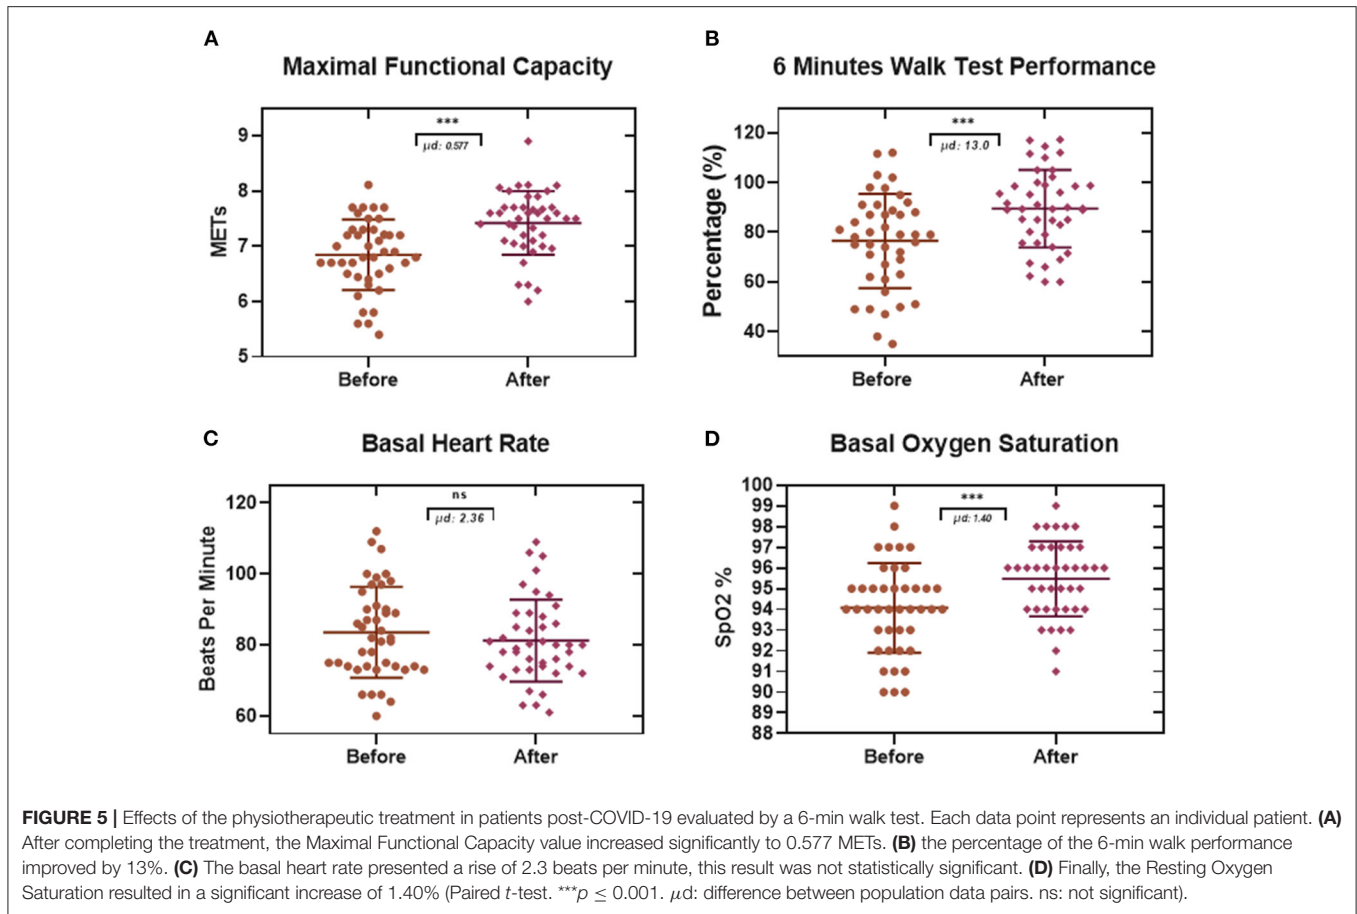 A
Maximal Functional Capacity
***
μd: 0.577
9
8
7
6
5
METs
Before
After
B
6 Minutes Walk Test Performance
***
μd: 13.0
120
100
80
60
40
Percentage (%)
Before
After
C
Basal Heart Rate
ns
μd: 2.36
120
100
80
60
Beats Per Minute
Before
After
D
Basal Oxygen Saturation
***
μd: 1.40
100
99
98
97
96
95
94
93
92
91
90
89
88
SpO2 %
Before
After
FIGURE 5 | Effects of the physiotherapeutic treatment in patients post-COVID-19 evaluated by a 6-min walk test. Each data point represents an individual patient. (A)
After completing the treatment, the Maximal Functional Capacity value increased significantly to 0.577 METs. (B) the percentage of the 6-min walk performance
improved by 13%. (C) The basal heart rate presented a rise of 2.3 beats per minute, this result was not statistically significant. (D) Finally, the Resting Oxygen
Saturation resulted in a significant increase of 1.40% (Paired t-test. ***p ≤ 0.001. μd: difference between population data pairs. ns: not significant).